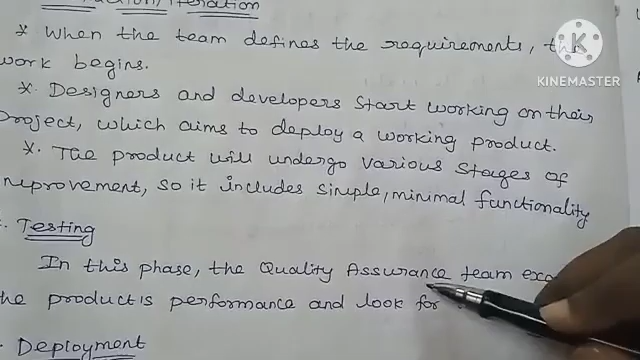 /iteration
* When the team defines the requirements, the
work begins.
*. Designers and developers start working on their
project, which aims to deploy a working product.
*. The product will undergo various stages of
improvement, so it includes simple, minimal functionality
Testing
In this phase, the Quality Assurance team
the product's performance and look for
Deployment
KINEMASTER